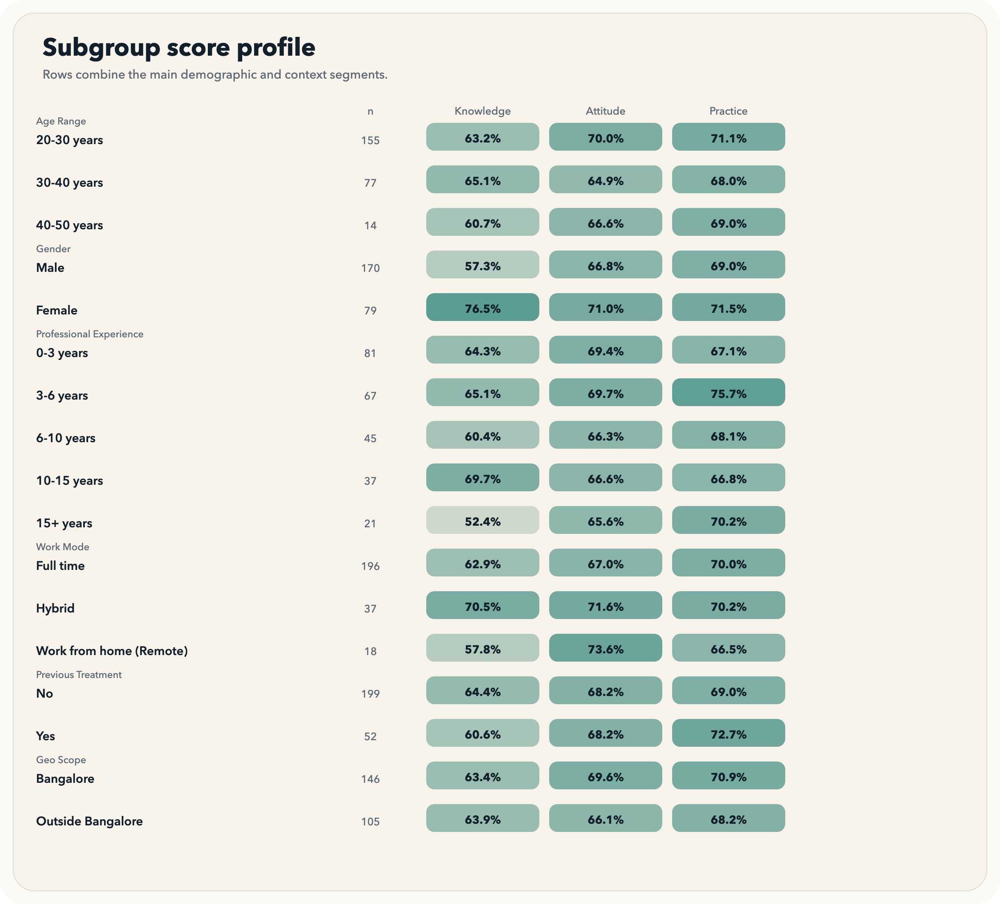 Subgroup score profile
Rows combine the main demographic and context segments.
n Knowledge Attitude Practice
Age Range
20-30 years 155 63.2% 70.0% 71.1%
30-40 years 77 65.1% 64.9% 68.0%
40-50 years 14 60.7% 66.6% 69.0%
Gender
Male 170 57.3% 66.8% 69.0%
Female 79 76.5% 71.0% 71.5%
Professional Experience
0-3 years 81 64.3% 69.4% 67.1%
3-6 years 67 65.1% 69.7% 75.7%
6-10 years 45 60.4% 66.3% 68.1%
10-15 years 37 69.7% 66.6% 66.8%
15+ years 21 52.4% 65.6% 70.2%
Work Mode
Full time 196 62.9% 67.0% 70.0%
Hybrid 37 70.5% 71.6% 70.2%
Work from home (Remote) 18 57.8% 73.6% 66.5%
Previous Treatment
No 199 64.4% 68.2% 69.0%
Yes 52 60.6% 68.2% 72.7%
Geo Scope
Bangalore 146 63.4% 69.6% 70.9%
Outside Bangalore 105 63.9% 66.1% 68.2%